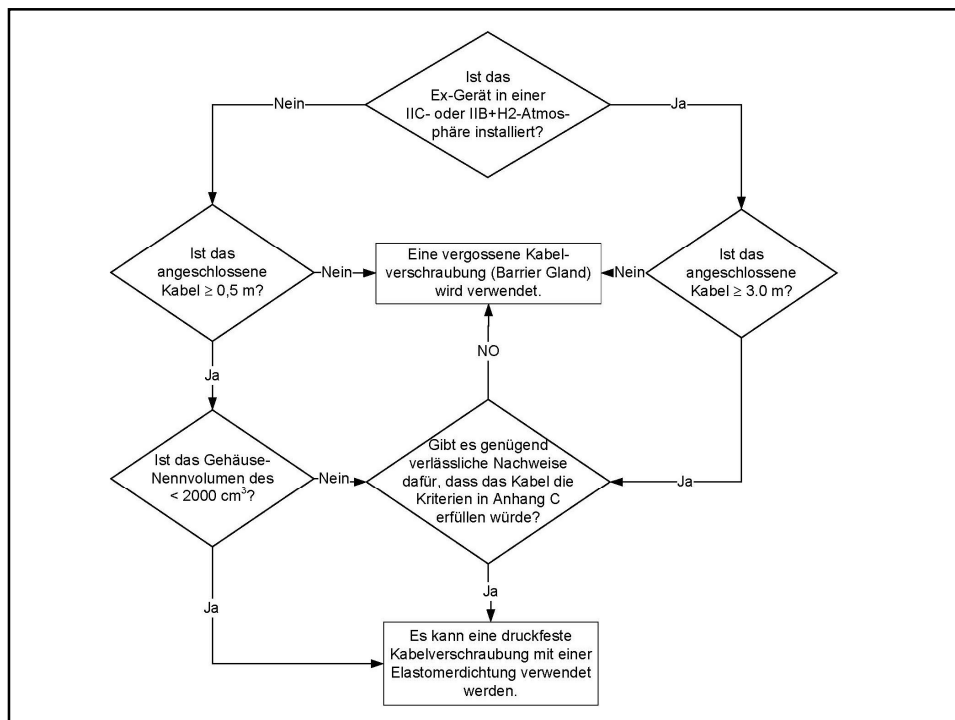 Ist das
Ex-Gerät in einer
IIC- oder IIB+H2-Atmos-
phäre installiert?
Nein
Ja
Ist das
angeschlossene
Kabel ≥ 0,5 m?
Nein
Eine vergossene Kabel-
verschraubung (Barrier Gland)
wird verwendet.
Nein
Ist das
angeschlossene
Kabel ≥ 3.0 m?
Ja
NO
Ist das Gehäuse-
Nennvolumen des
< 2000 cm³?
Nein
Gibt es genügend
verlässliche Nachweise
dafür, dass das Kabel die
Kriterien in Anhang C
erfüllen würde?
Ja
Ja
Ja
Es kann eine druckfeste
Kabelverschraubung mit einer
Elastomerdichtung verwendet
werden.